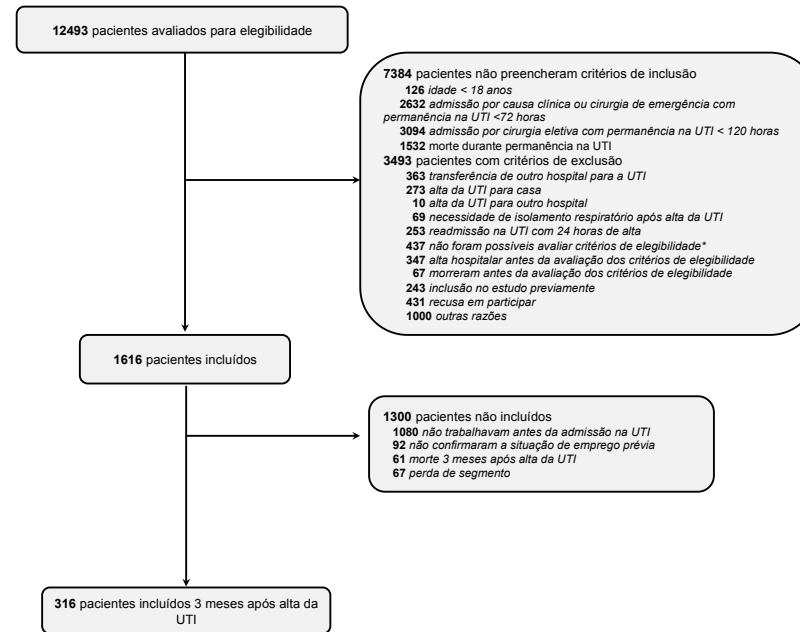 12493 pacientes avaliados para elegibilidade
7384 pacientes não preencheram critérios de inclusão
126 idade < 18 anos
2632 admissão por causa clínica ou cirurgia de emergência com
permanência na UTI <72 horas
3094 admissão por cirurgia eletiva com permanência na UTI < 120 horas
1532 morte durante permanência na UTI
3493 pacientes com critérios de exclusão
363 transferência de outro hospital para a UTI
273 alta da UTI para casa
10 alta da UTI para outro hospital
69 necessidade de isolamento respiratório após alta da UTI
253 readmissão na UTI com 24 horas de alta
437 não foram possíveis avaliar critérios de elegibilidade*
347 alta hospitalar antes da avaliação dos critérios de elegibilidade
67 morreram antes da avaliação dos critérios de elegibilidade
243 inclusão no estudo previamente
431 recusa em participar
1000 outras razões
1616 pacientes incluídos
1300 pacientes não incluídos
1080 não trabalhavam antes da admissão na UTI
92 não confirmaram a situação de emprego prévia
61 morte 3 meses após alta da UTI
67 perda de segmento
316 pacientes incluídos 3 meses após alta da
UTI